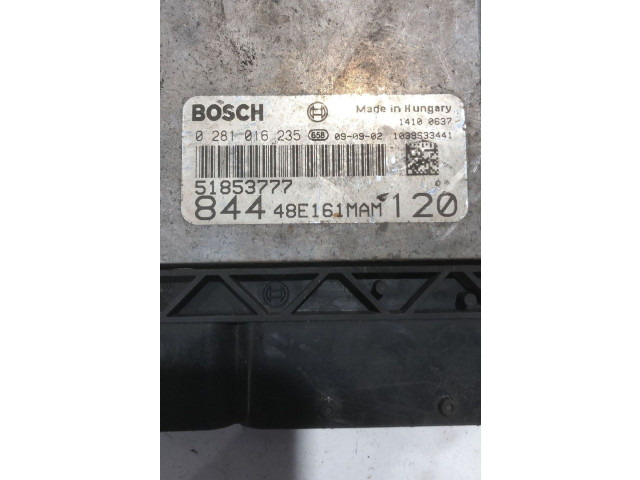 BOSCH Made in Hungary
1410 0637
0 281 016 235 65B 09-09-02 1039S33441
51853777
844 48E161MAM 120